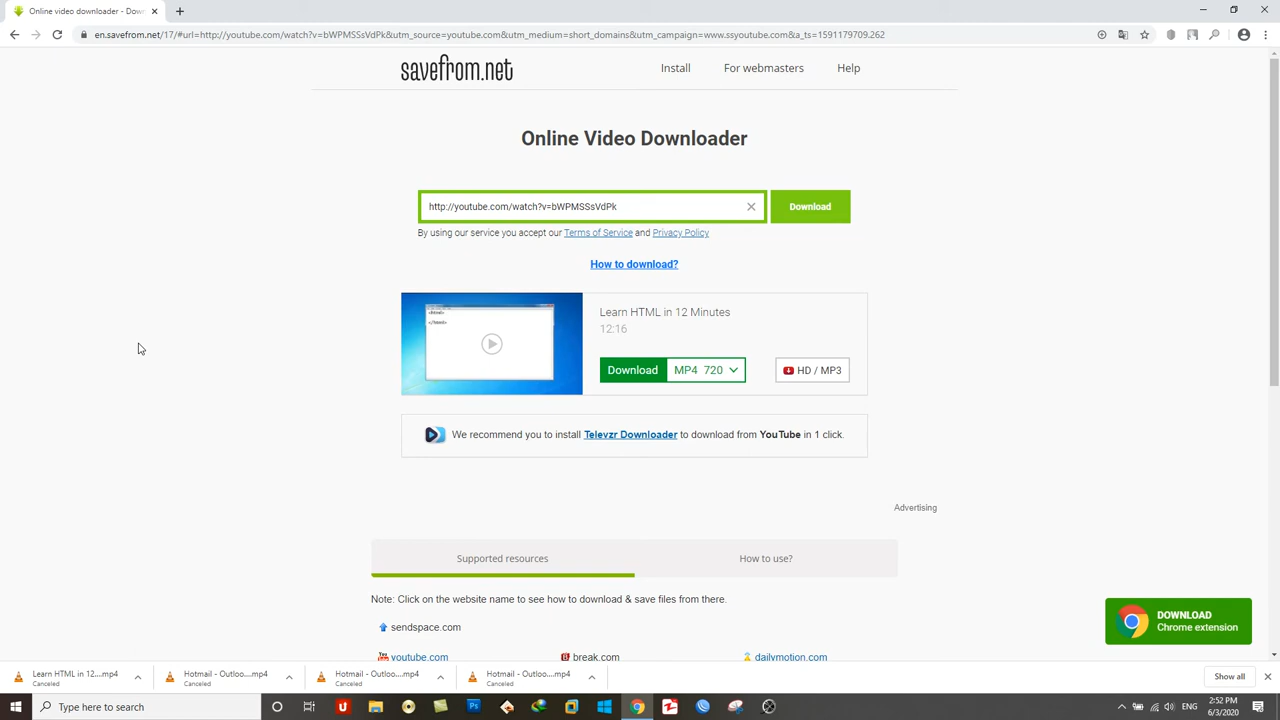 Online video downloader - Down
en.savefrom.net/17/#url=http://youtube.com/watch?v=bWPMSSsVdPk&utm_source=youtube.com&utm_medium=short_domains&utm_campaign=www.ssyoutube.com&a_ts=1591179709.262
savefrom.net
Install For webmasters Help
Online Video Downloader
http://youtube.com/watch?v=bWPMSSsVdPk
Download
By using our service you accept our Terms of Service and Privacy Policy
How to download?
Learn HTML in 12 Minutes
12:16
Download MP4 720 HD / MP3
We recommend you to install Televzr Downloader to download from YouTube in 1 click.
Advertising
Supported resources How to use?
Note: Click on the website name to see how to download & save files from there.
DOWNLOAD
Chrome extension
sendspace.com
youtube.com break.com dailymotion.com
Learn HTML in 12....mp4 Hotmail - Outloo....mp4 Hotmail - Outloo....mp4 Hotmail - Outloo....mp4 Show all
Canceled Canceled Canceled Canceled
Type here to search
2:52 PM
6/3/2020